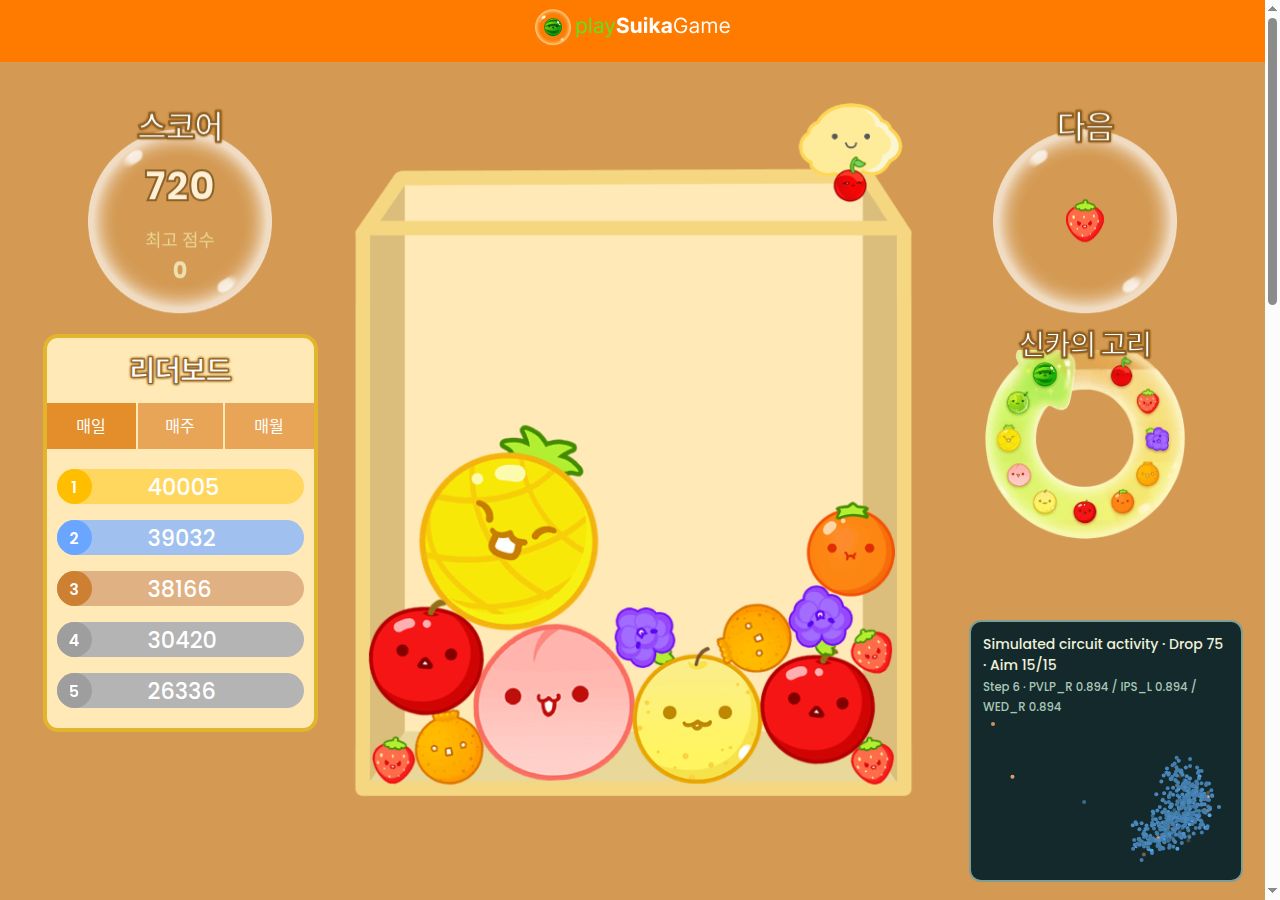 playSuikaGame
스코어
720
최고 점수
0
다음
리더보드
매일 매주 매월
1 40005
2 39032
3 38166
4 30420
5 26336
신카의 고리
Simulated circuit activity · Drop 75
· Aim 15/15
Step 6 · PVLP_R 0.894 / IPS_L 0.894 /
WED_R 0.894